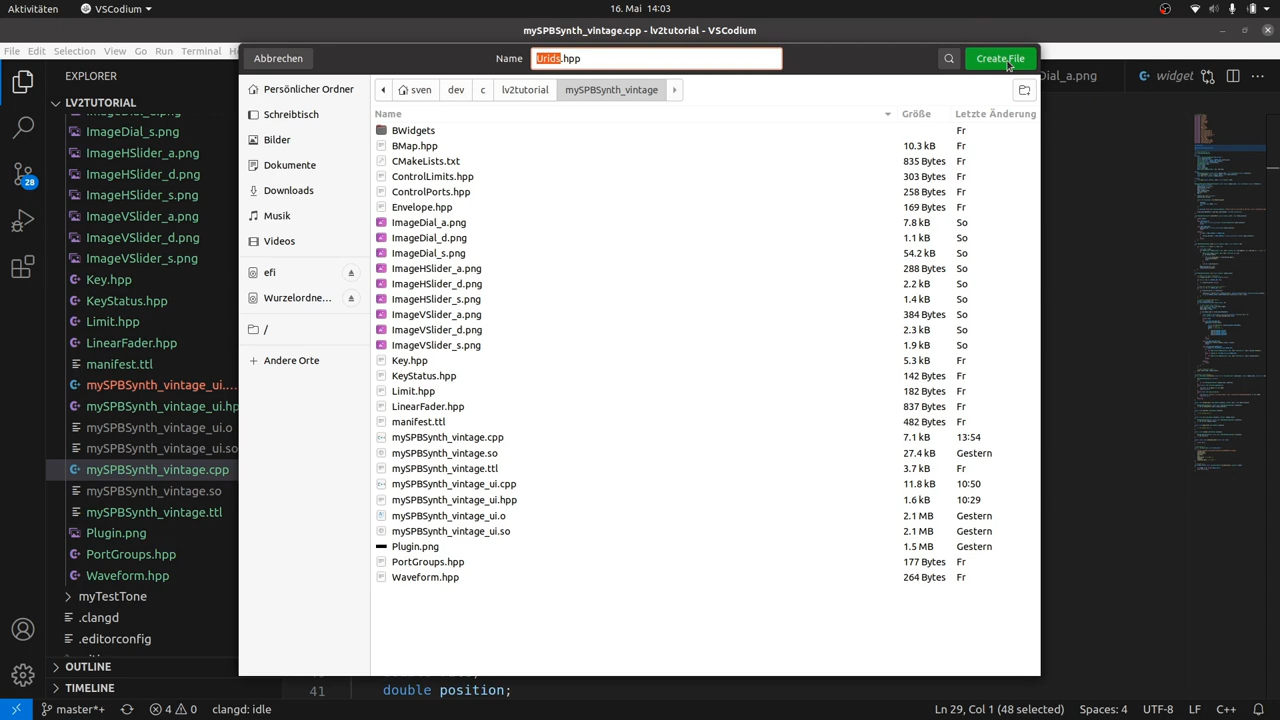 Aktivitäten
VSCodium
16. Mai 14:03
mySPBSynth_vintage.cpp - lv2tutorial - VSCodium
File Edit Selection View Go Run Terminal
Abbrechen
Name
Urids.hpp
Create File
EXPLORER
Dial_a.png
widget
LV2TUTORIAL
ImageDial_s.png
ImageHSlider_a.png
ImageHSlider_d.png
ImageHSlider_s.png
ImageVSlider_a.png
ImageVSlider_d.png
ImageVSlider_s.png
Key.hpp
KeyStatus.hpp
Limit.hpp
LinearFader.hpp
manifest.ttl
mySPBSynth_vintage_ui....
mySPBSynth_vintage_ui.hp
mySPBSynth_vintage_ui.o
mySPBSynth_vintage_ui.so
mySPBSynth_vintage.cpp
mySPBSynth_vintage.so
mySPBSynth_vintage.ttl
Plugin.png
PortGroups.hpp
Waveform.hpp
myTestTone
.clangd
.editorconfig
OUTLINE
TIMELINE
28
Persönlicher Ordner
Schreibtisch
Bilder
Dokumente
Downloads
Musik
Videos
efi
Wurzelordne...
/
Andere Orte
sven dev c lv2tutorial mySPBSynth_vintage
Name Größe Letzte Änderung
BWidgets Fr
BMap.hpp 10.3 kB Fr
CMakeLists.txt 835 Bytes Fr
ControlLimits.hpp 303 Bytes Fr
ControlPorts.hpp 258 Bytes Fr
Envelope.hpp 169 Bytes Fr
ImageDial_a.png 7.8 kB So
ImageDial_d.png 1.1 kB So
ImageDial_s.png 54.2 kB So
ImageHSlider_a.png 288 Bytes So
ImageHSlider_d.png 2.2 kB So
ImageHSlider_s.png 1.4 kB So
ImageVSlider_a.png 384 Bytes So
ImageVSlider_d.png 2.3 kB So
ImageVSlider_s.png 1.9 kB So
Key.hpp 5.3 kB Fr
KeyStatus.hpp 142 Bytes Fr
Limit.hpp 182 Bytes Fr
LinearFader.hpp 837 Bytes Fr
manifest.ttl 482 Bytes Fr
mySPBSynth_vintage.cpp 7.1 kB 13:54
mySPBSynth_vintage.so 27.4 kB Gestern
mySPBSynth_vintage.ttl 3.7 kB Fr
mySPBSynth_vintage_ui.cpp 11.8 kB 10:50
mySPBSynth_vintage_ui.hpp 1.6 kB 10:29
mySPBSynth_vintage_ui.o 2.1 MB Gestern
mySPBSynth_vintage_ui.so 2.1 MB Gestern
Plugin.png 1.5 MB Gestern
PortGroups.hpp 177 Bytes Fr
Waveform.hpp 264 Bytes Fr
41 double position;
master*+ 4 0 clangd: idle Ln 29, Col 1 (48 selected) Spaces: 4 UTF-8 LF C++